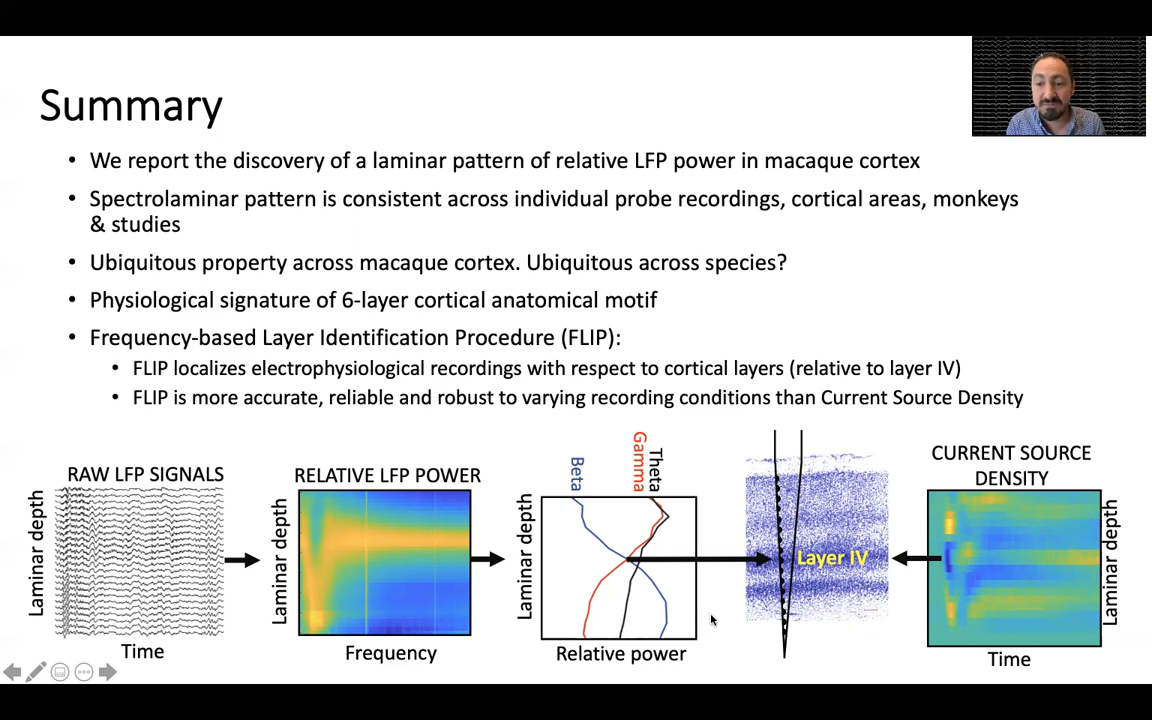 Summary
• We report the discovery of a laminar pattern of relative LFP power in macaque cortex
• Spectrolaminar pattern is consistent across individual probe recordings, cortical areas, monkeys
& studies
• Ubiquitous property across macaque cortex. Ubiquitous across species?
• Physiological signature of 6-layer cortical anatomical motif
• Frequency-based Layer Identification Procedure (FLIP):
• FLIP localizes electrophysiological recordings with respect to cortical layers (relative to layer IV)
• FLIP is more accurate, reliable and robust to varying recording conditions than Current Source Density
RAW LFP SIGNALS
Laminar depth
Time
RELATIVE LFP POWER
Laminar depth
Frequency
Beta
Gamma
Theta
Laminar depth
Relative power
Layer IV
CURRENT SOURCE
DENSITY
Laminar depth
Time